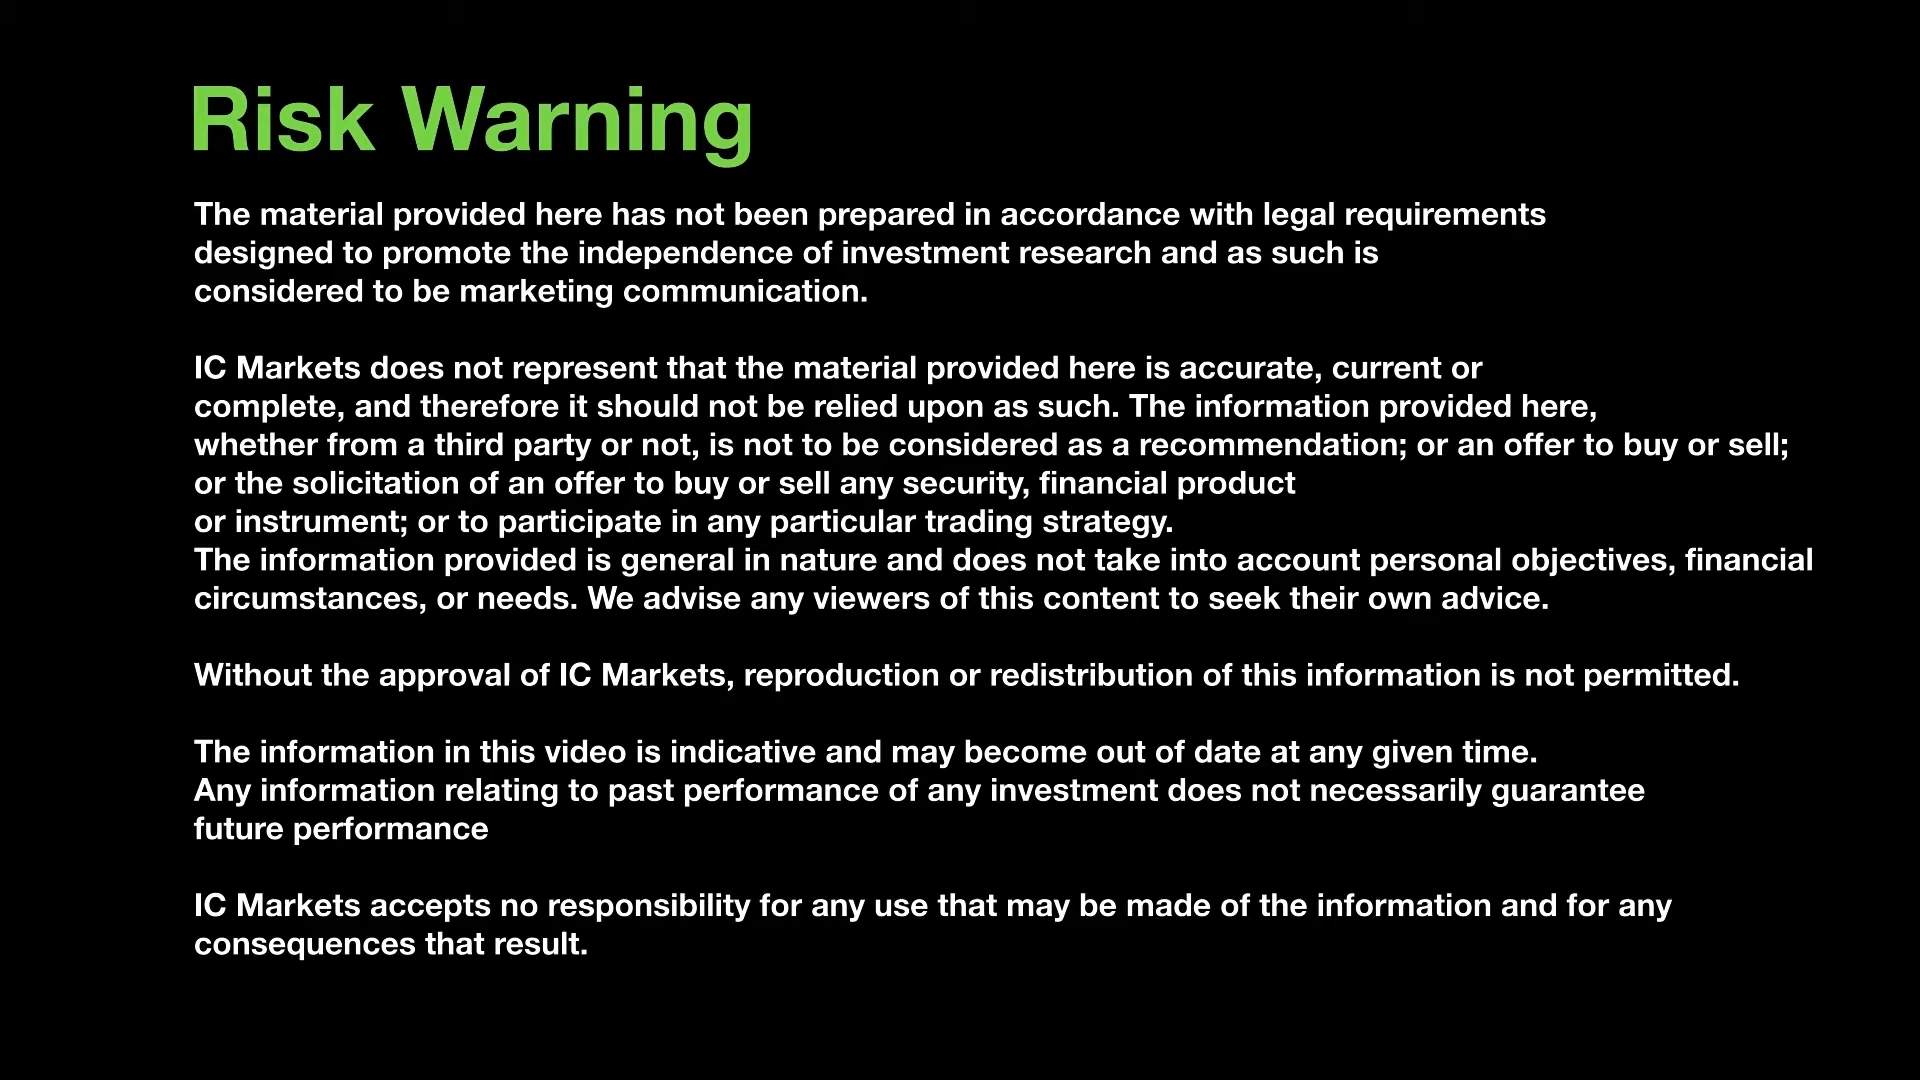 Risk Warning
The material provided here has not been prepared in accordance with legal requirements
designed to promote the independence of investment research and as such is
considered to be marketing communication.
IC Markets does not represent that the material provided here is accurate, current or
complete, and therefore it should not be relied upon as such. The information provided here,
whether from a third party or not, is not to be considered as a recommendation; or an offer to buy or sell;
or the solicitation of an offer to buy or sell any security, financial product
or instrument; or to participate in any particular trading strategy.
The information provided is general in nature and does not take into account personal objectives, financial
circumstances, or needs. We advise any viewers of this content to seek their own advice.
Without the approval of IC Markets, reproduction or redistribution of this information is not permitted.
The information in this video is indicative and may become out of date at any given time.
Any information relating to past performance of any investment does not necessarily guarantee
future performance
IC Markets accepts no responsibility for any use that may be made of the information and for any
consequences that result.